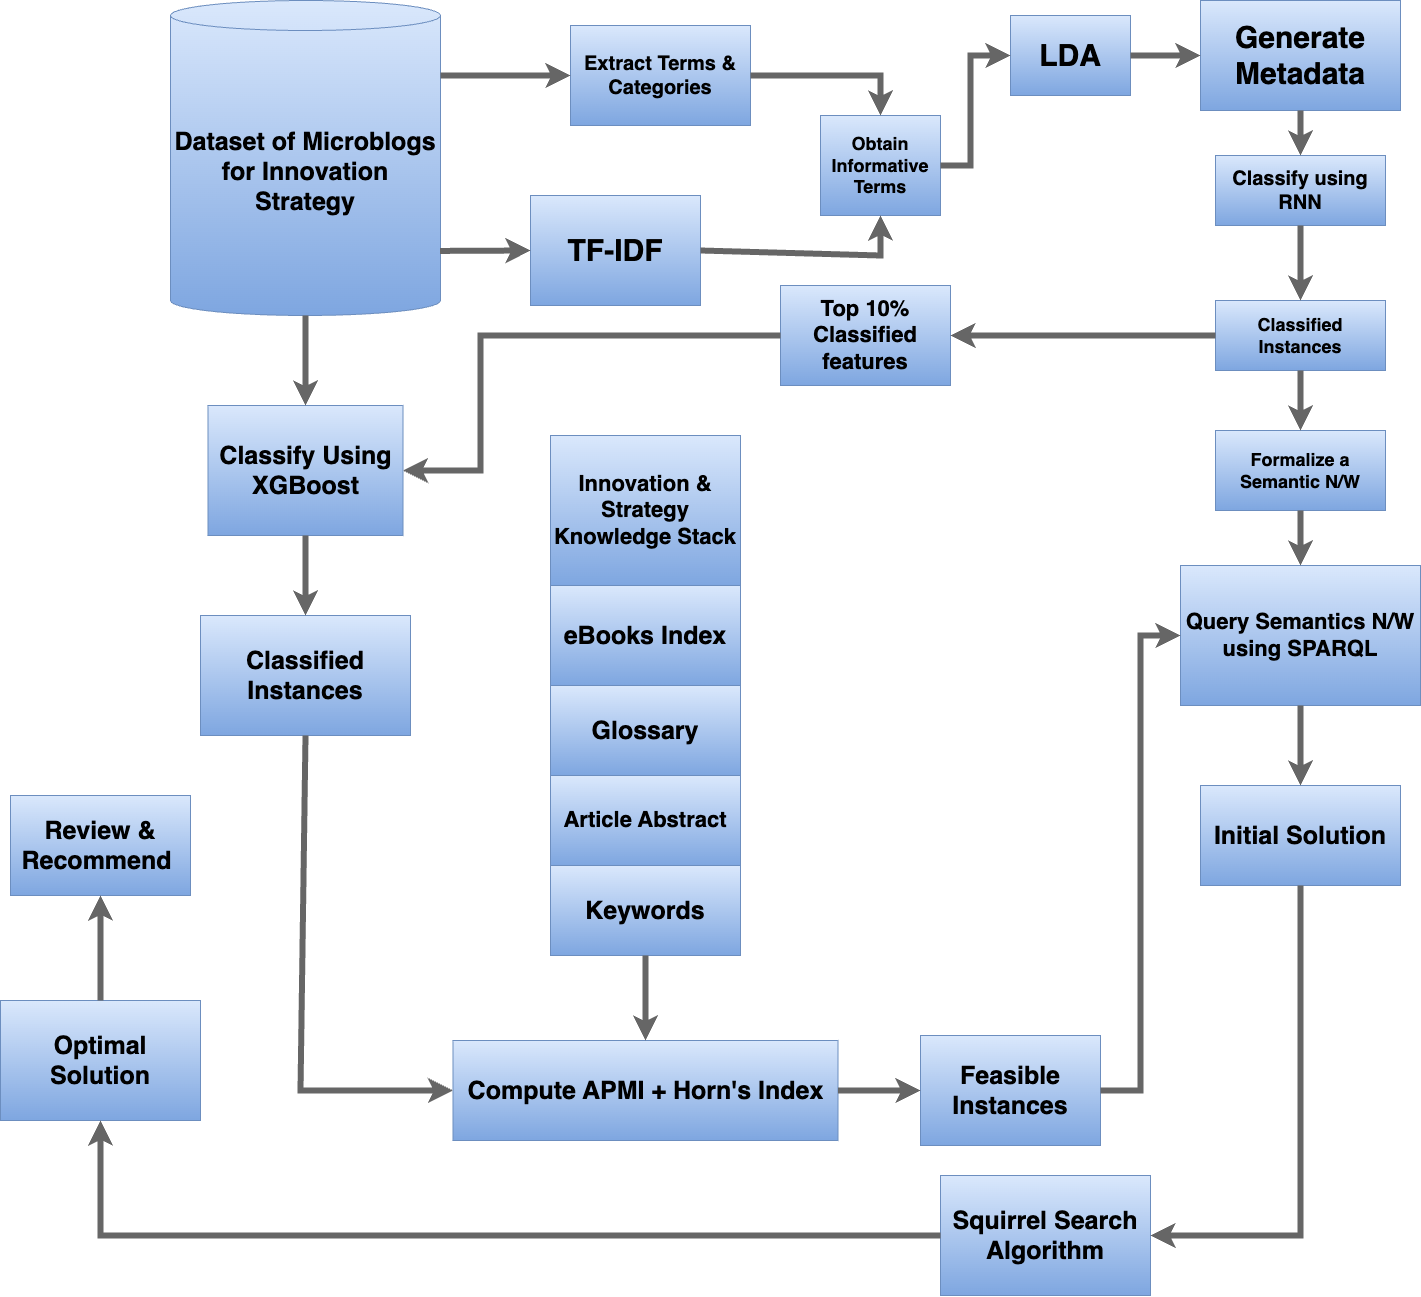 Dataset of Microblogs
for Innovation
Strategy
Extract Terms &
Categories
TF-IDF
Obtain
Informative
Terms
LDA
Generate
Metadata
Classify using
RNN
Classified
Instances
Top 10%
Classified
features
Formalize a
Semantic N/W
Classify Using
XGBoost
Classified
Instances
Innovation &
Strategy
Knowledge Stack
eBooks Index
Glossary
Article Abstract
Keywords
Query Semantics N/W
using SPARQL
Initial Solution
Review &
Recommend
Optimal
Solution
Compute APMI + Horn's Index
Feasible
Instances
Squirrel Search
Algorithm